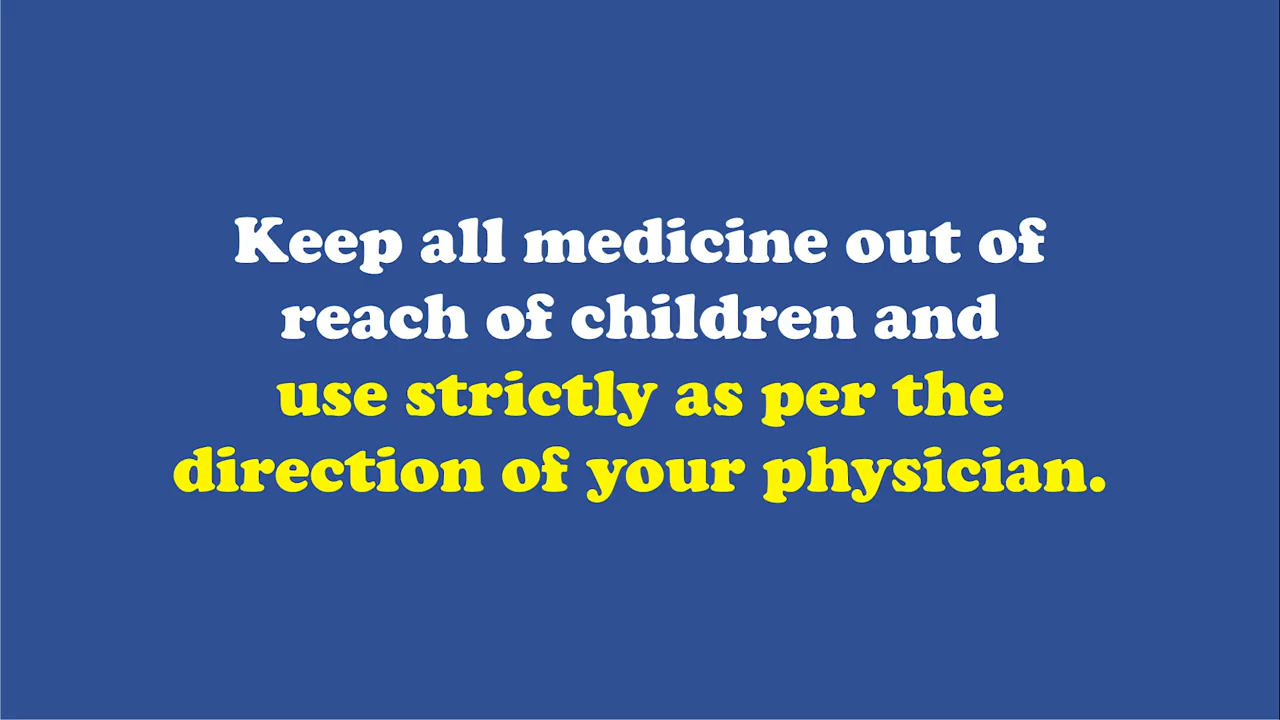 Keep all medicine out of
reach of children and
use strictly as per the
direction of your physician.